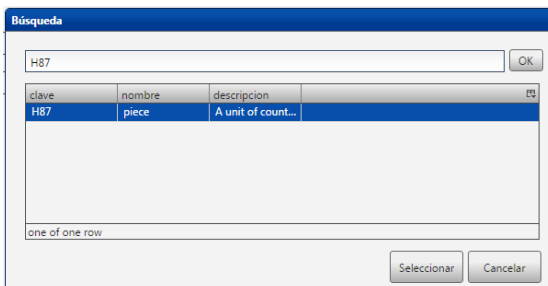 Búsqueda
H87 OK
clave nombre descripcion
H87 piece A unit of count...
one of one row
Seleccionar Cancelar